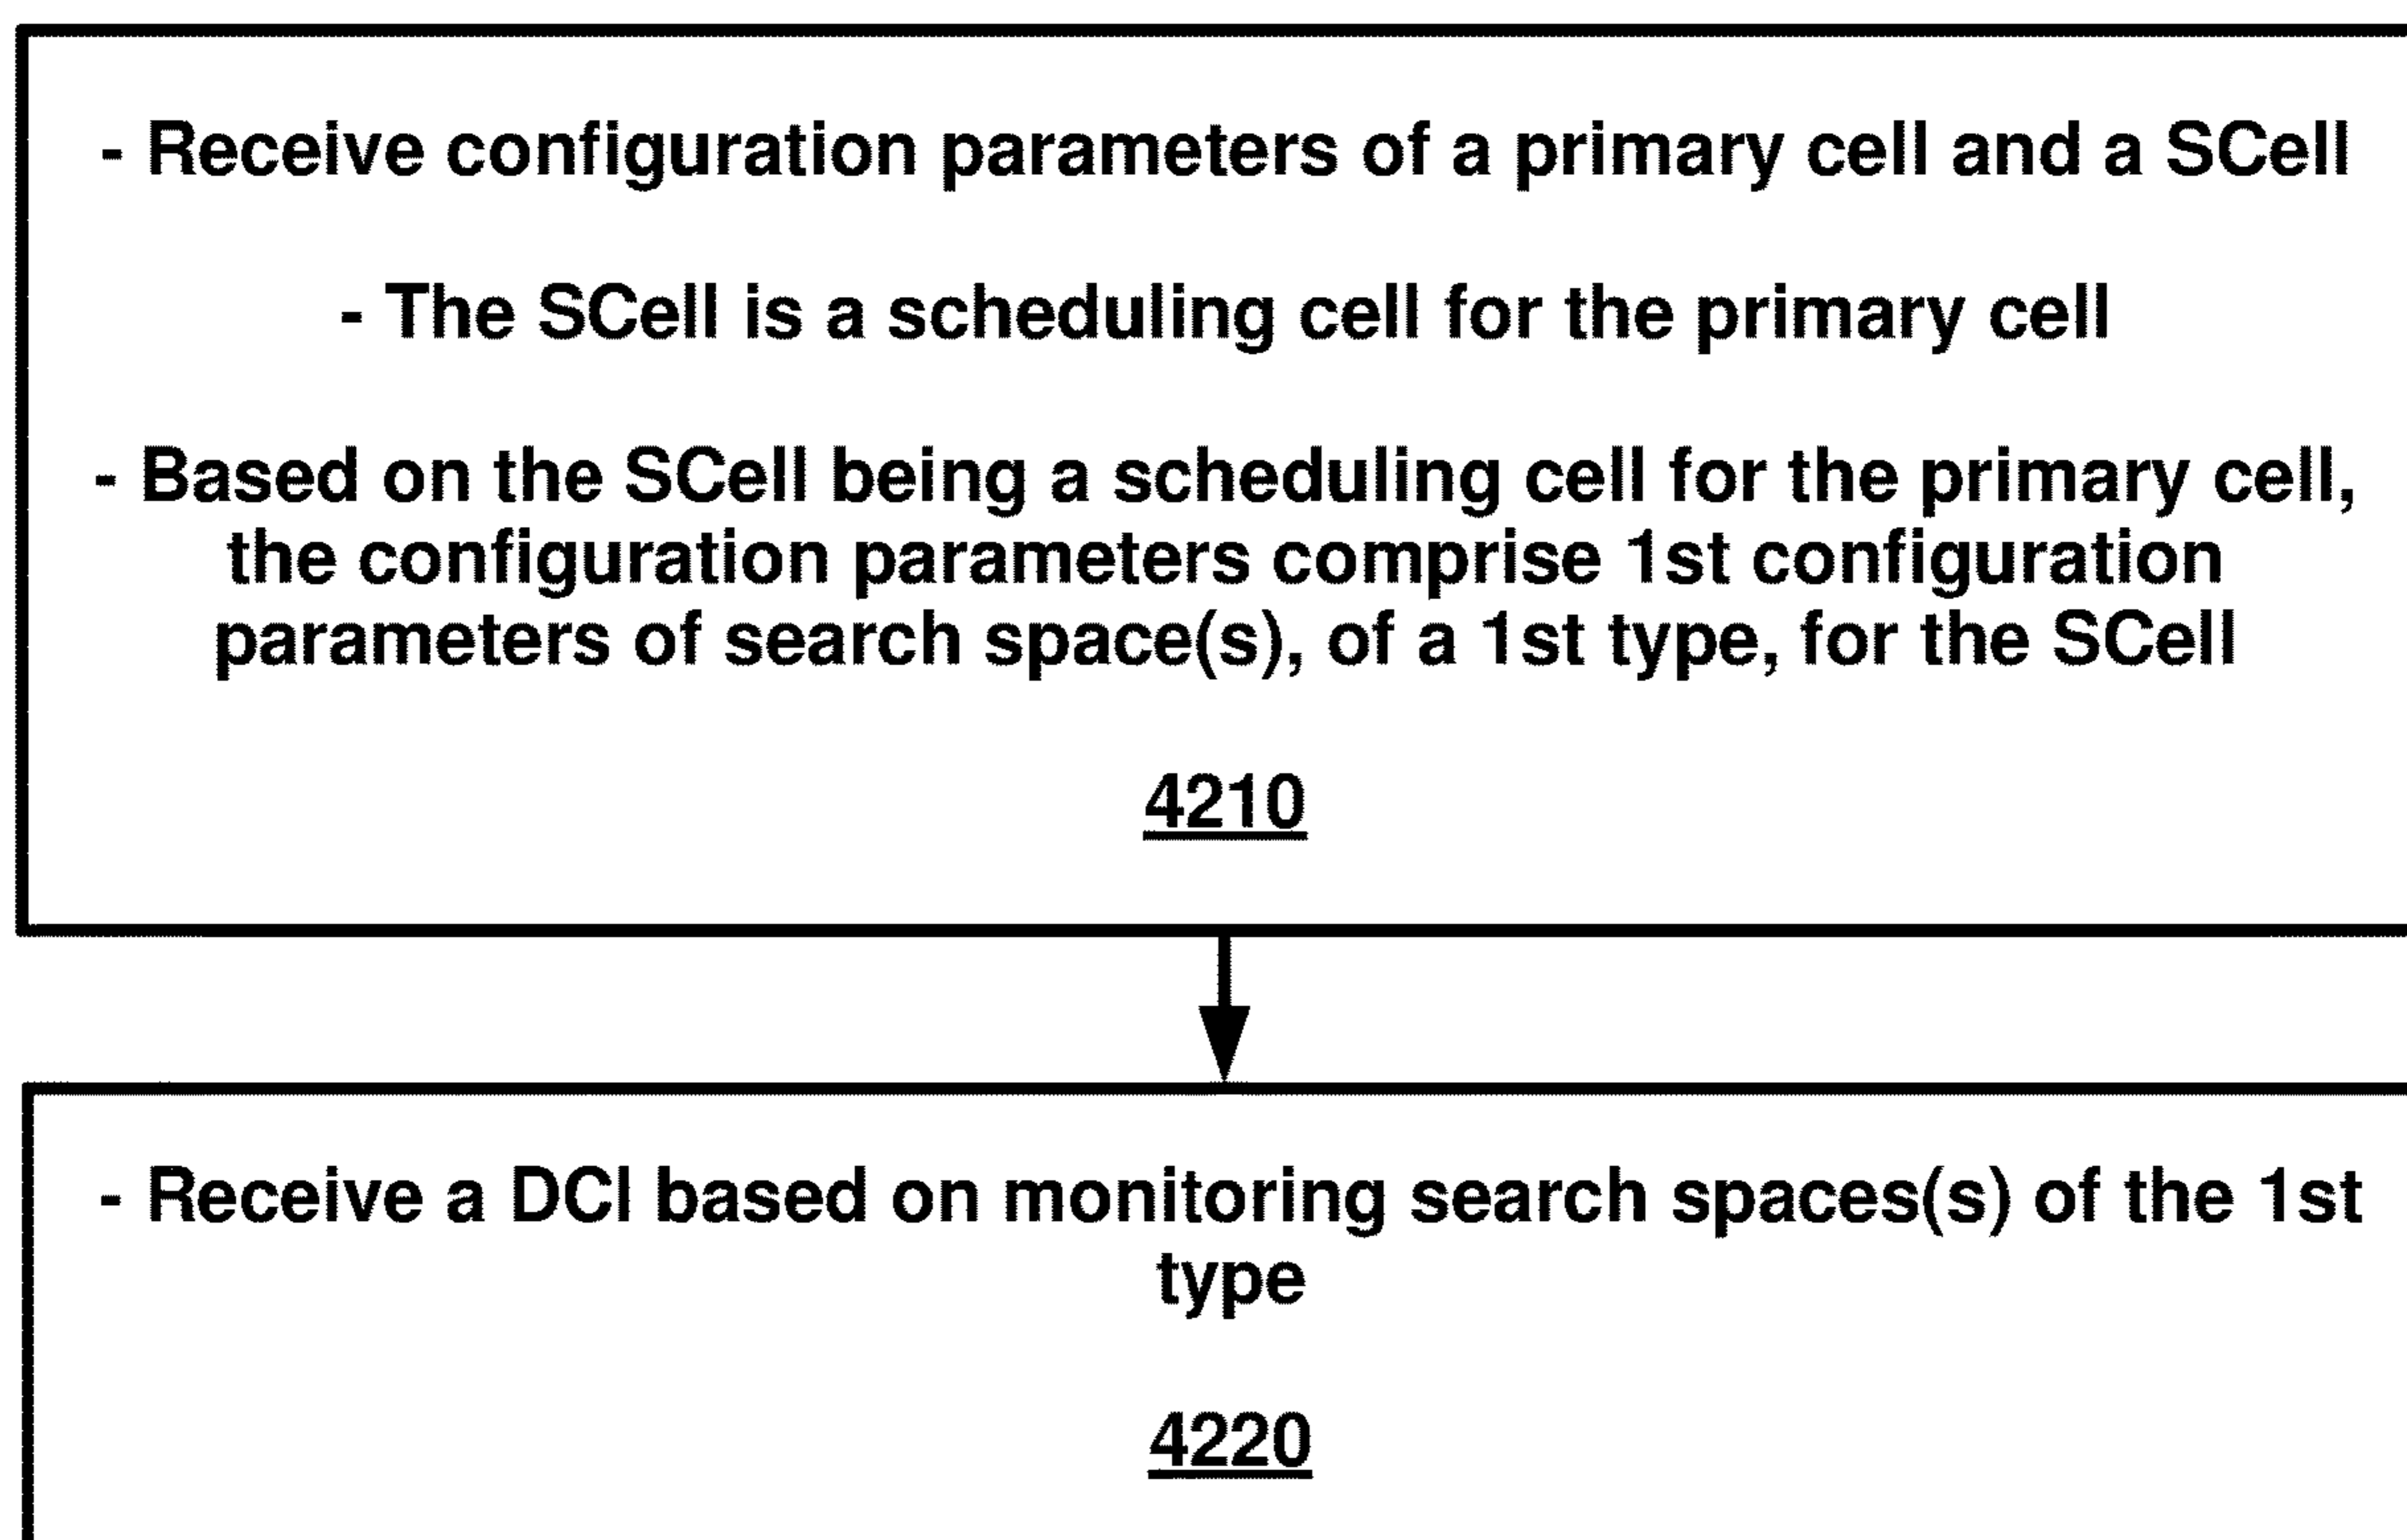 - Receive configuration parameters of a primary cell and a SCell
- The SCell is a scheduling cell for the primary cell
- Based on the SCell being a scheduling cell for the primary cell,
the configuration parameters comprise 1st configuration
parameters of search space(s), of a 1st type, for the SCell
4210
- Receive a DCI based on monitoring search spaces(s) of the 1st
type
4220